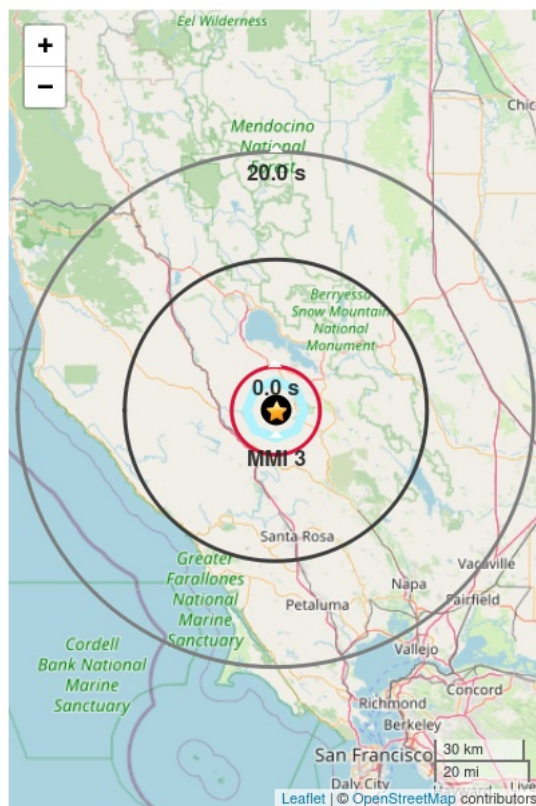 +
−
Eel Wilderness
Chic
Mendocino
National
Forest
20.0 s
Berryessa
Snow Mountain
National
Monument
0.0 s
MMI 3
Santa Rosa
Greater
Farallones
National
Marine
Sanctuary
Vacaville
Napa
Fairfield
Petaluma
Cordell
Bank National
Marine
Sanctuary
Vallejo
Concord
Richmond
Berkeley
San Francisco
30 km
20 mi
Daly City
Leaflet | © OpenStreetMap contributors